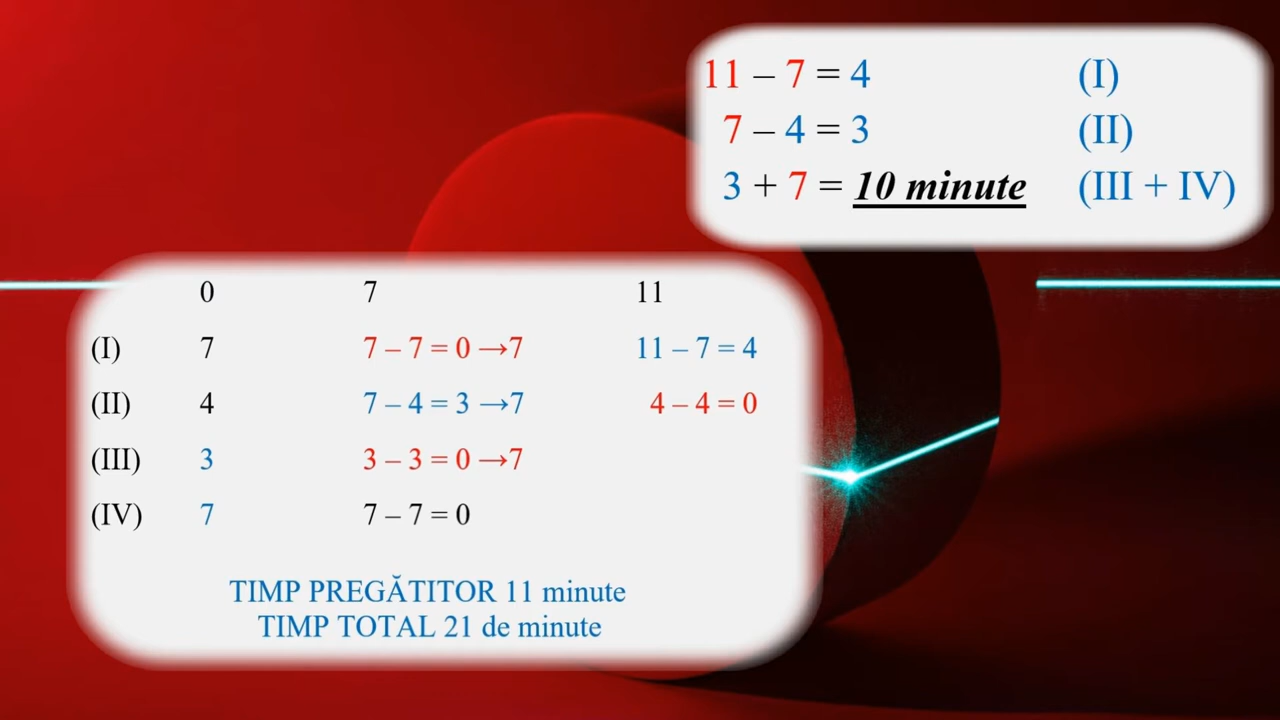 11 – 7 = 4 (I)
7 – 4 = 3 (II)
3 + 7 = 10 minute (III + IV)
0 7 11
(I) 7 7 – 7 = 0 →7 11 – 7 = 4
(II) 4 7 – 4 = 3 →7 4 – 4 = 0
(III) 3 3 – 3 = 0 →7
(IV) 7 7 – 7 = 0
TIMP PREGĂTITOR 11 minute
TIMP TOTAL 21 de minute